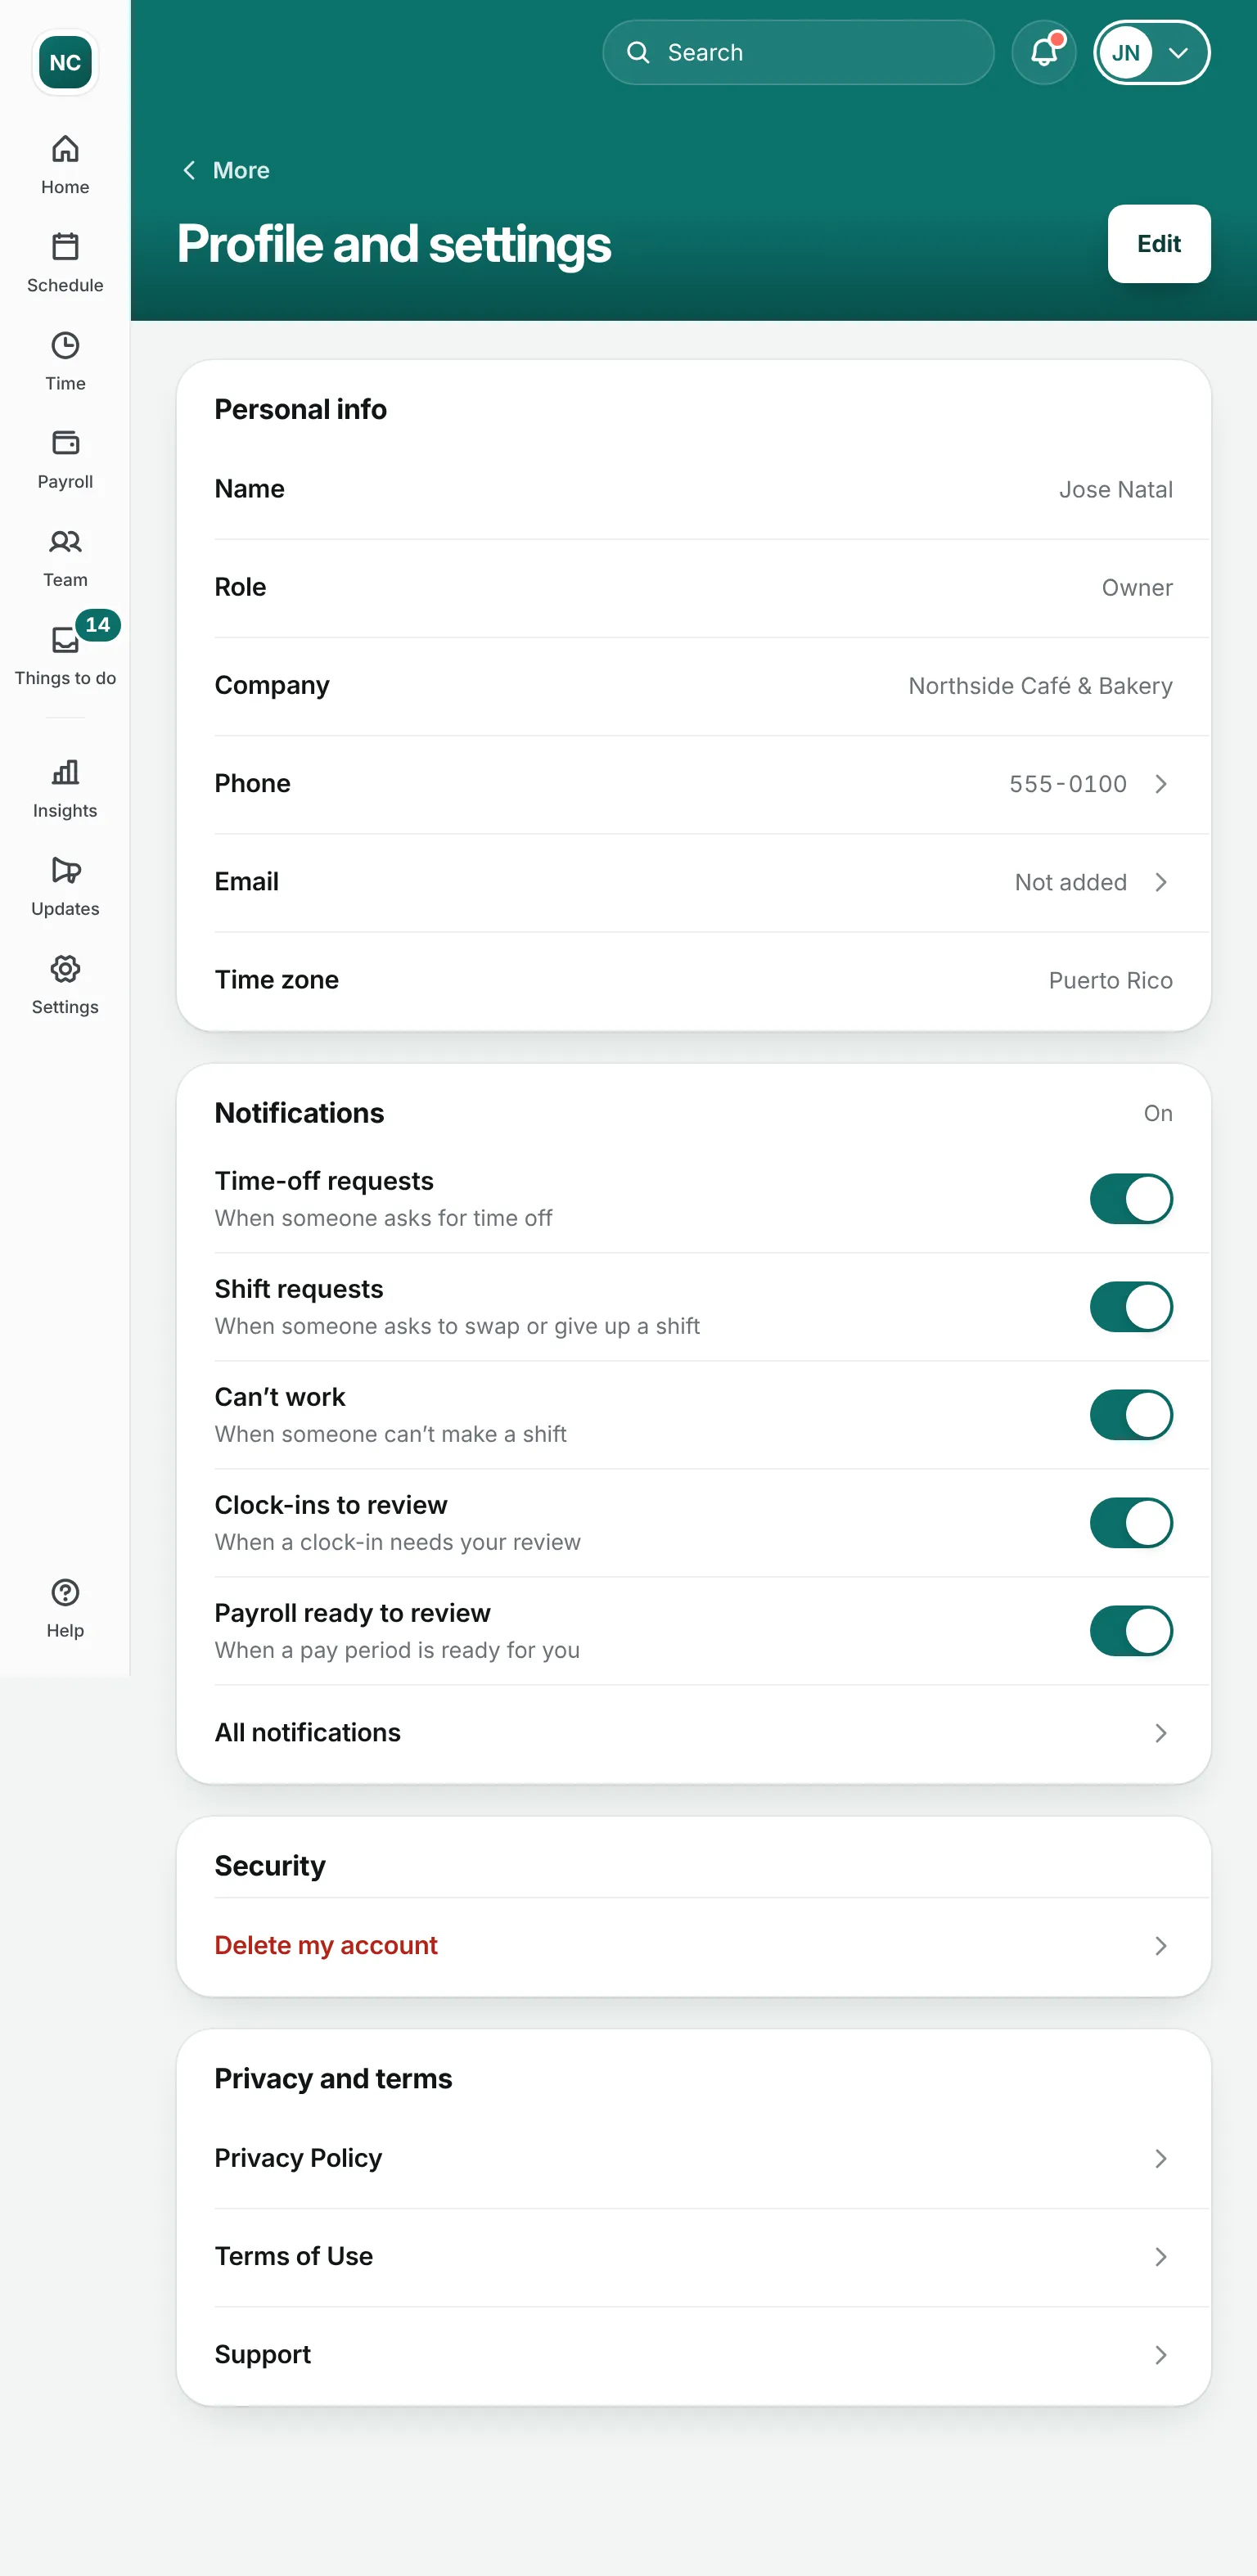 NC
Home
Schedule
Time
Payroll
Team
14
Things to do
Insights
Updates
Settings
Help
Search
JN
More
Profile and settings
Edit
Personal info
Name Jose Natal
Role Owner
Company Northside Café & Bakery
Phone 555-0100
Email Not added
Time zone Puerto Rico
Notifications On
Time-off requests
When someone asks for time off
Shift requests
When someone asks to swap or give up a shift
Can’t work
When someone can’t make a shift
Clock-ins to review
When a clock-in needs your review
Payroll ready to review
When a pay period is ready for you
All notifications
Security
Delete my account
Privacy and terms
Privacy Policy
Terms of Use
Support